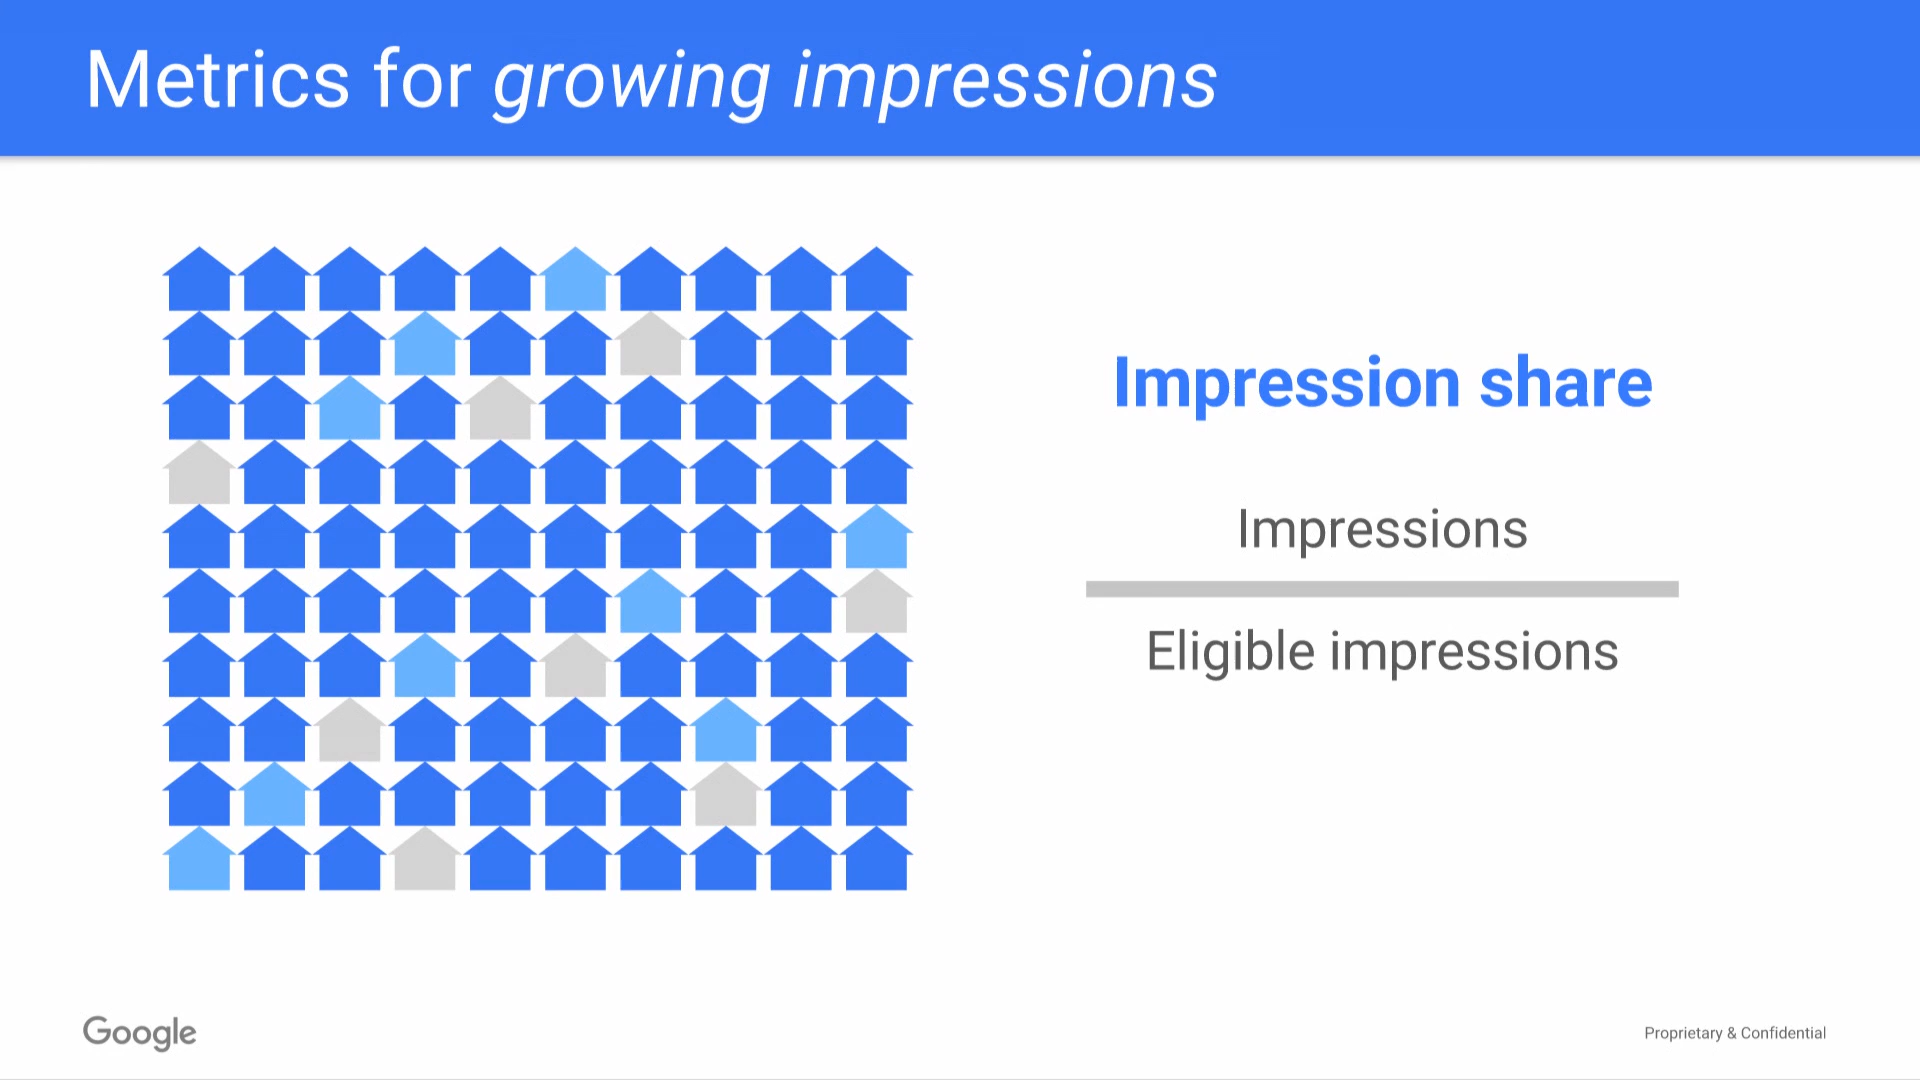 Metrics for growing impressions
Impression share
Impressions
Eligible impressions
Google
Proprietary & Confidential